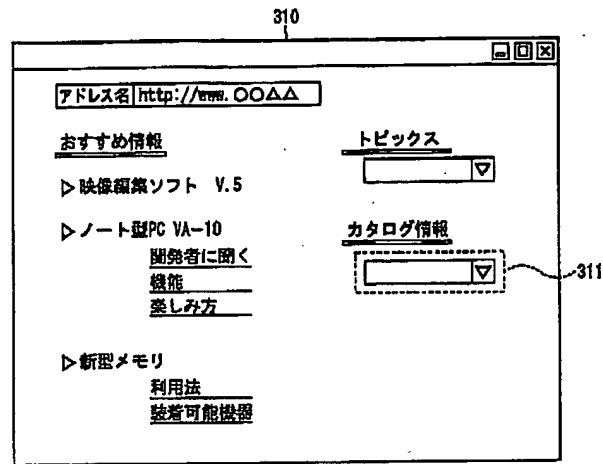 310
アドレス名 http://www.○○△△
おすすめ情報
▷映像編集ソフト V.5
▷ノート型PC VA-10
開発者に聞く
機能
楽しみ方
▷新型メモリ
利用法
装着可能機器
トピックス
カタログ情報
311